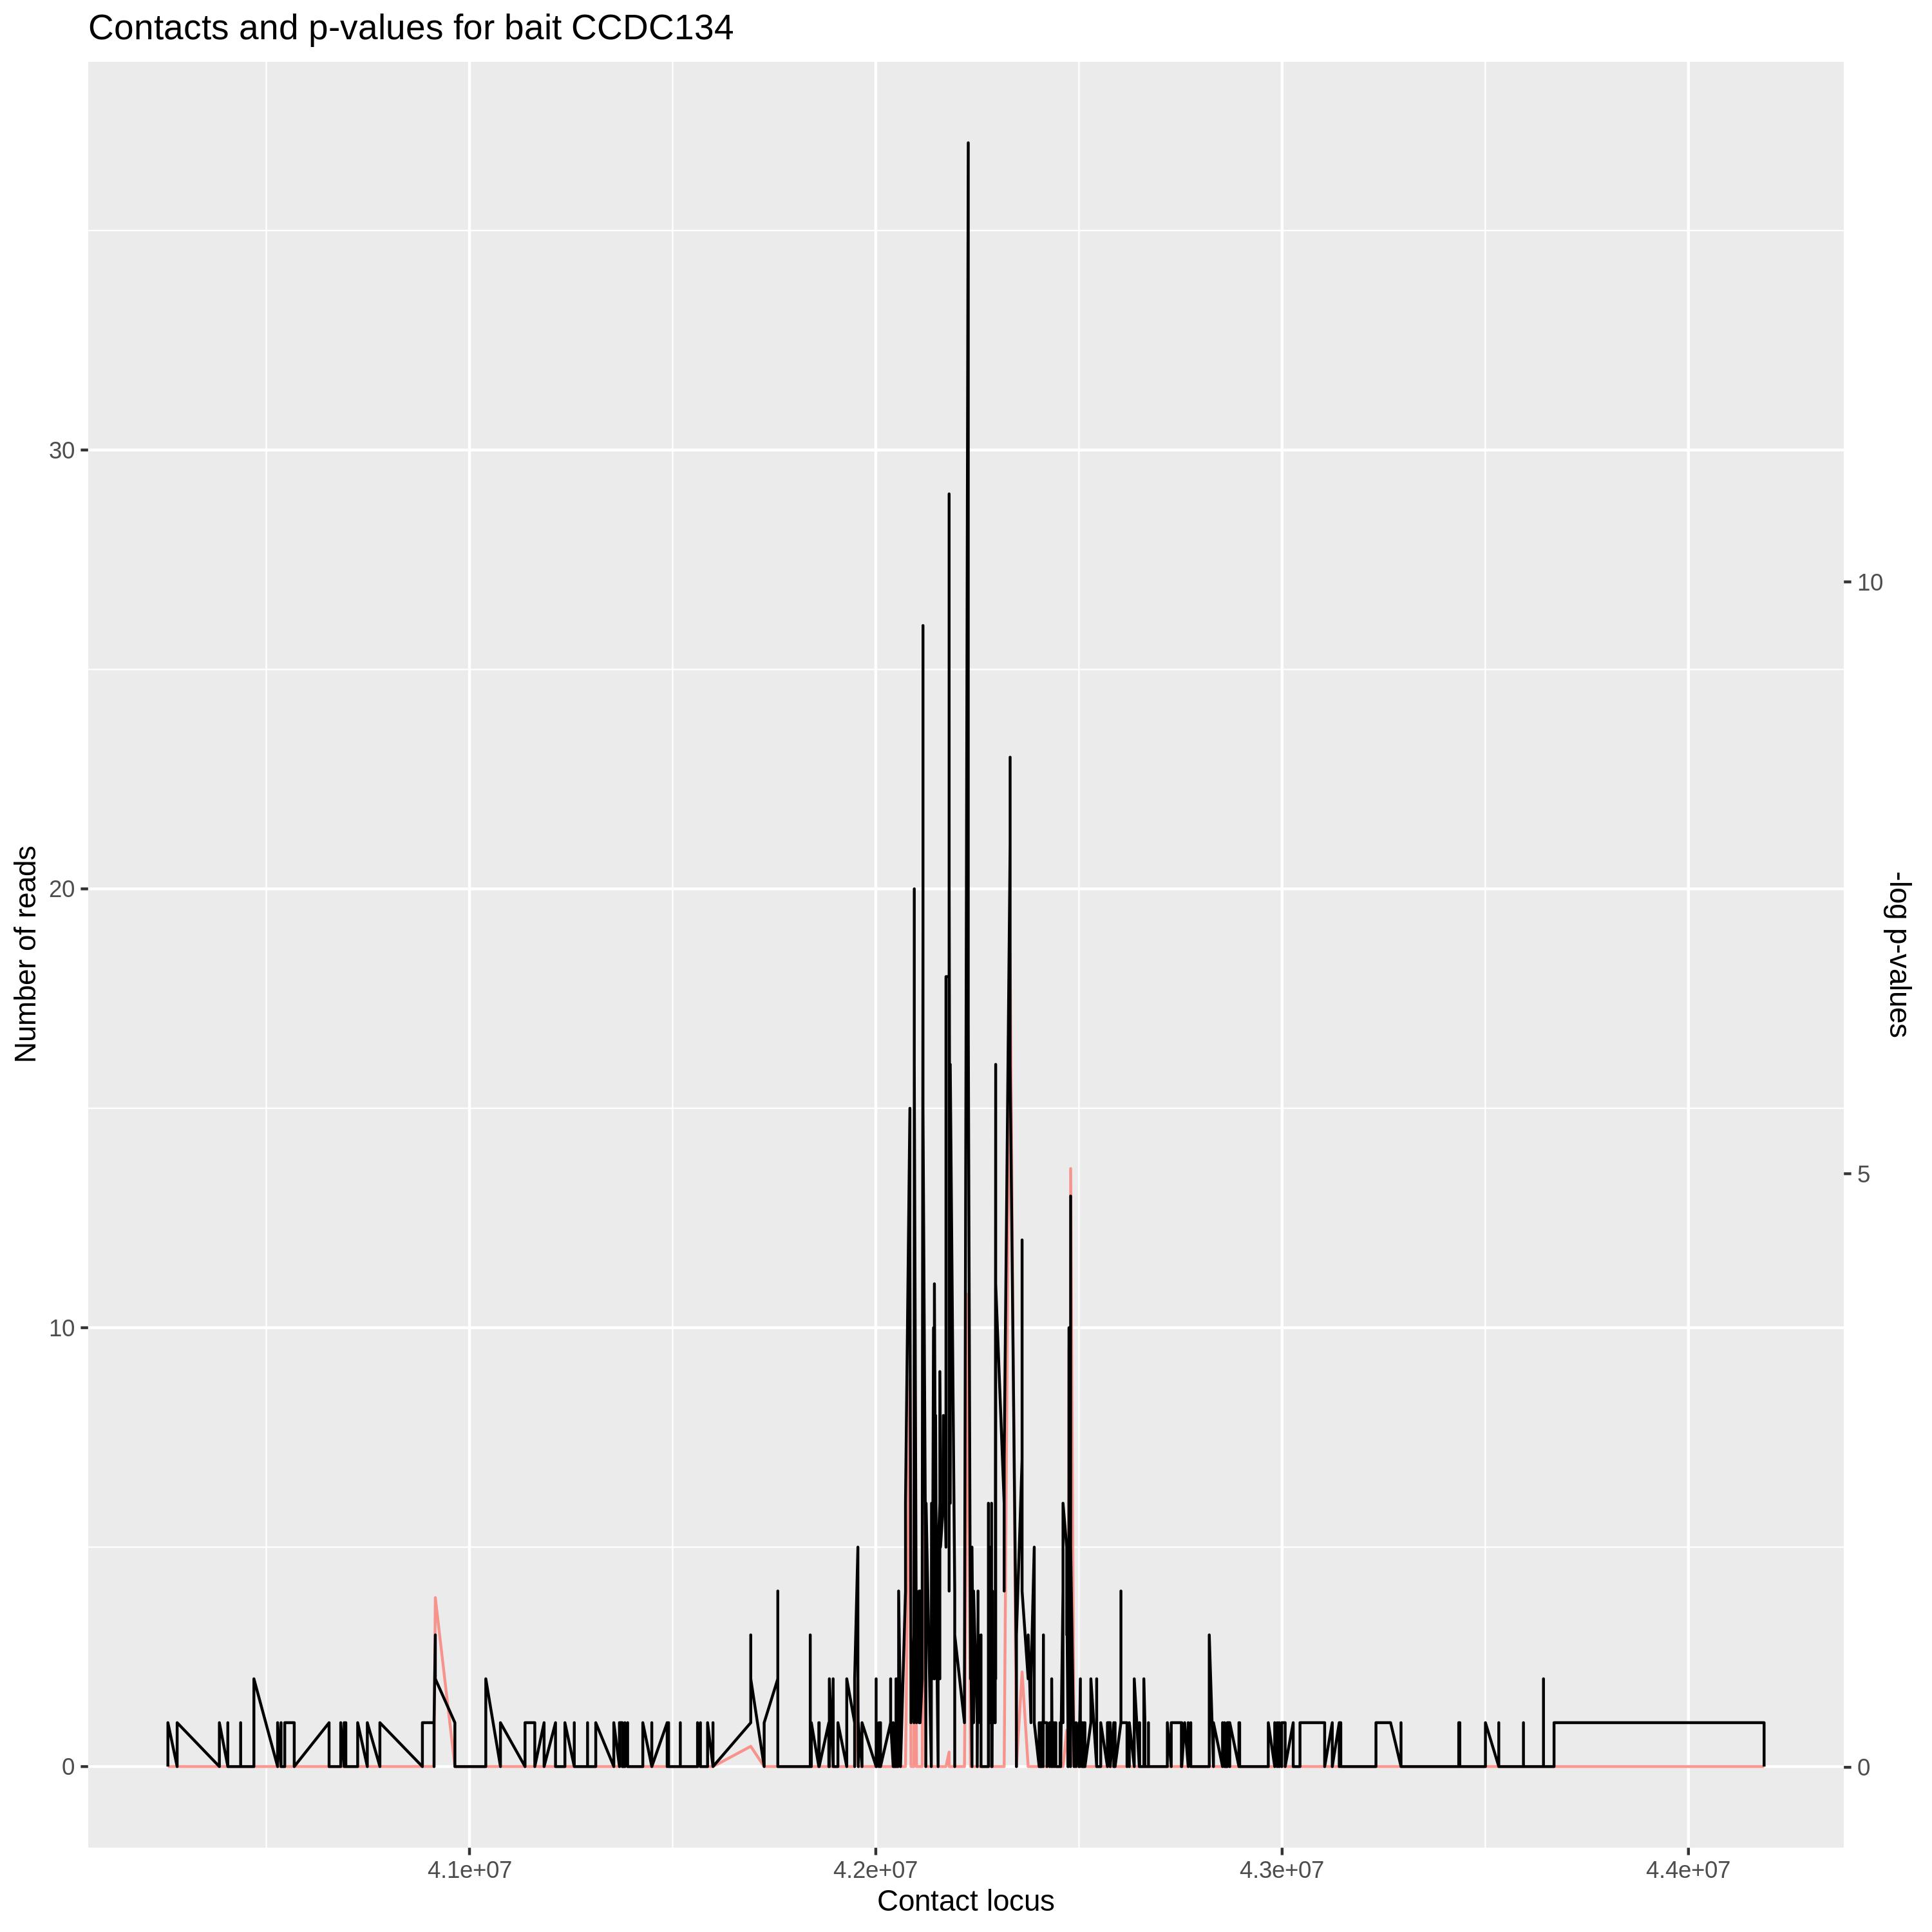 Contacts and p-values for bait CCDC134
Number of reads
30
20
10
0
10
5
0
-log p-values
4.1e+07
4.2e+07
4.3e+07
4.4e+07
Contact locus